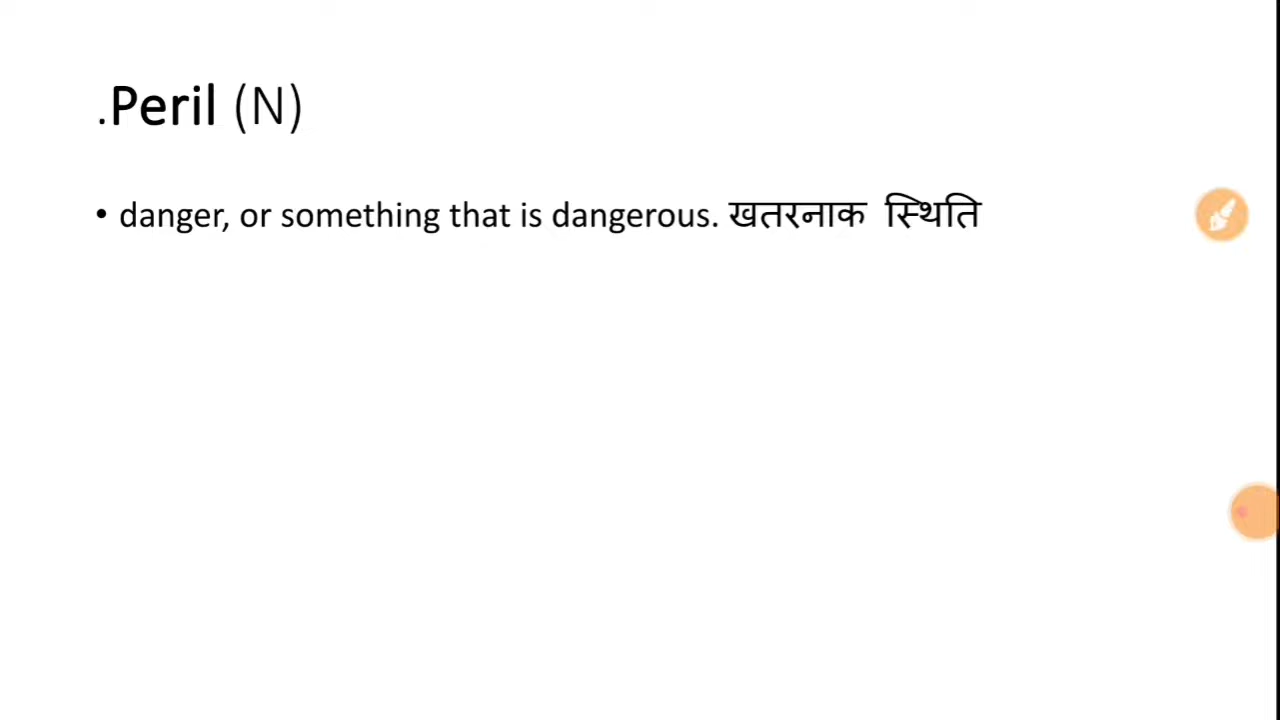 .Peril (N)
• danger, or something that is dangerous. खतरनाक स्थिति